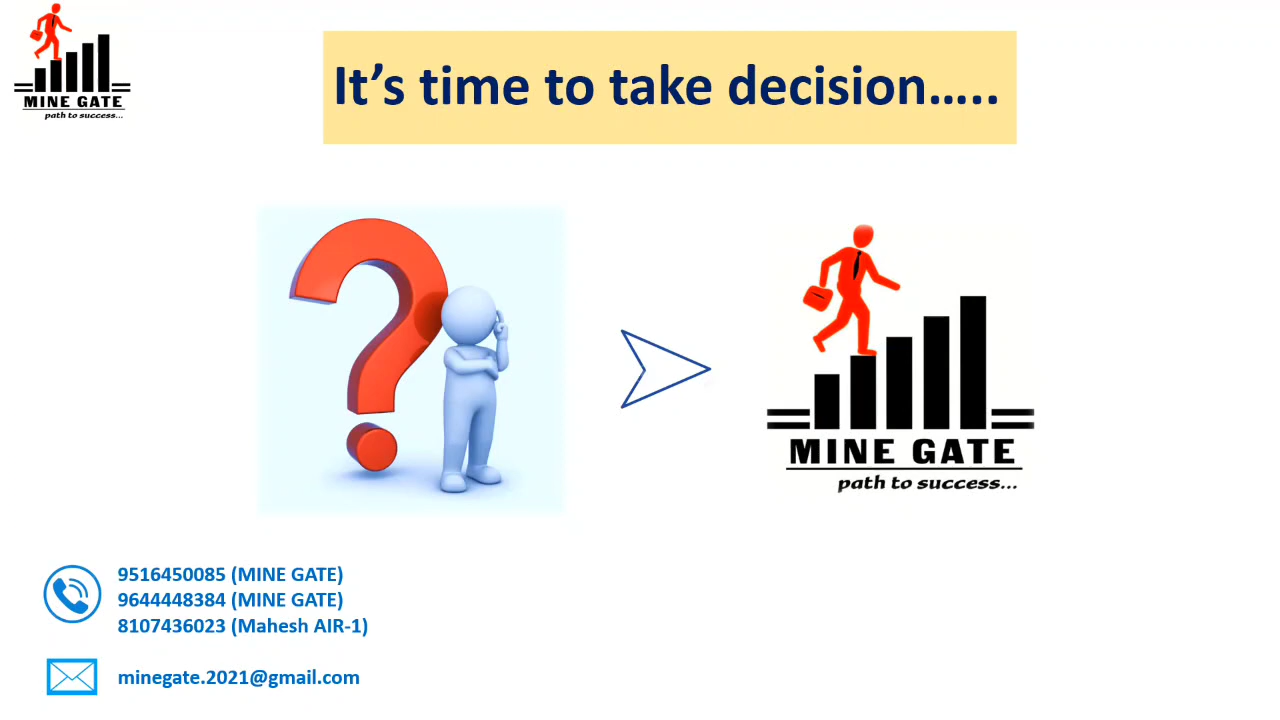 MINE GATE
path to success...
It's time to take decision.....
MINE GATE
path to success...
9516450085 (MINE GATE)
9644448384 (MINE GATE)
8107436023 (Mahesh AIR-1)
minegate.2021@gmail.com